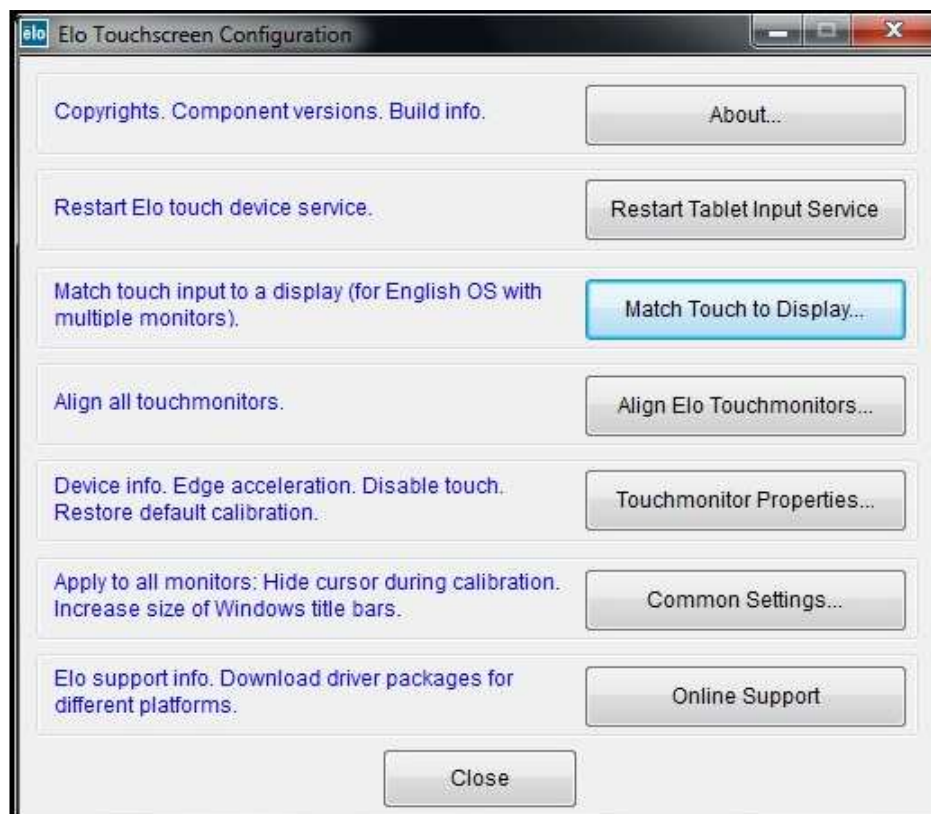 elo Elo Touchscreen Configuration
Copyrights. Component versions. Build info.
About...
Restart Elo touch device service.
Restart Tablet Input Service
Match touch input to a display (for English OS with
multiple monitors).
Match Touch to Display...
Align all touchmonitors.
Align Elo Touchmonitors...
Device info. Edge acceleration. Disable touch.
Restore default calibration.
Touchmonitor Properties...
Apply to all monitors: Hide cursor during calibration.
Increase size of Windows title bars.
Common Settings...
Elo support info. Download driver packages for
different platforms.
Online Support
Close